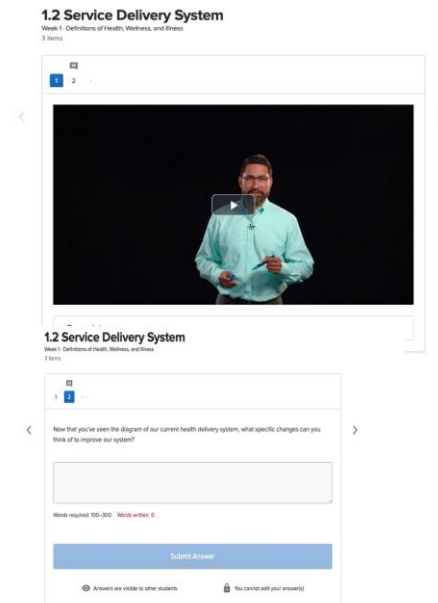 1.2 Service Delivery System
Week 1 · Definitions of Health, Wellness, and Illness
3 items
1 2
1.2 Service Delivery System
Week 1 · Definitions of Health, Wellness, and Illness
3 items
1 2
Now that you've seen the diagram of our current health delivery system, what specific changes can you
think of to improve our system?
Words required: 100-300 Words written: 0
Submit Answer
Answers are visible to other students You cannot edit your answer(s)